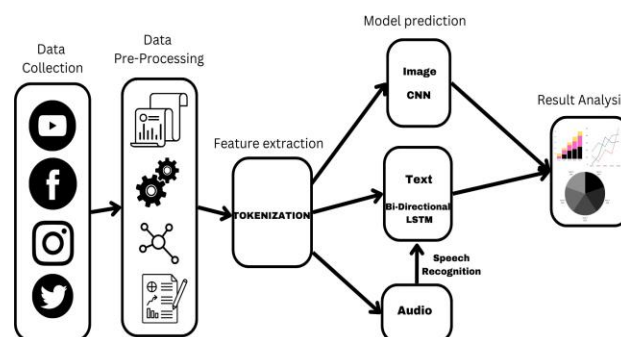 Data
Collection
Data
Pre-Processing
Feature extraction
TOKENIZATION
Model prediction
Image
CNN
Text
Bi-Directional
LSTM
Speech
Recognition
Audio
Result Analysis